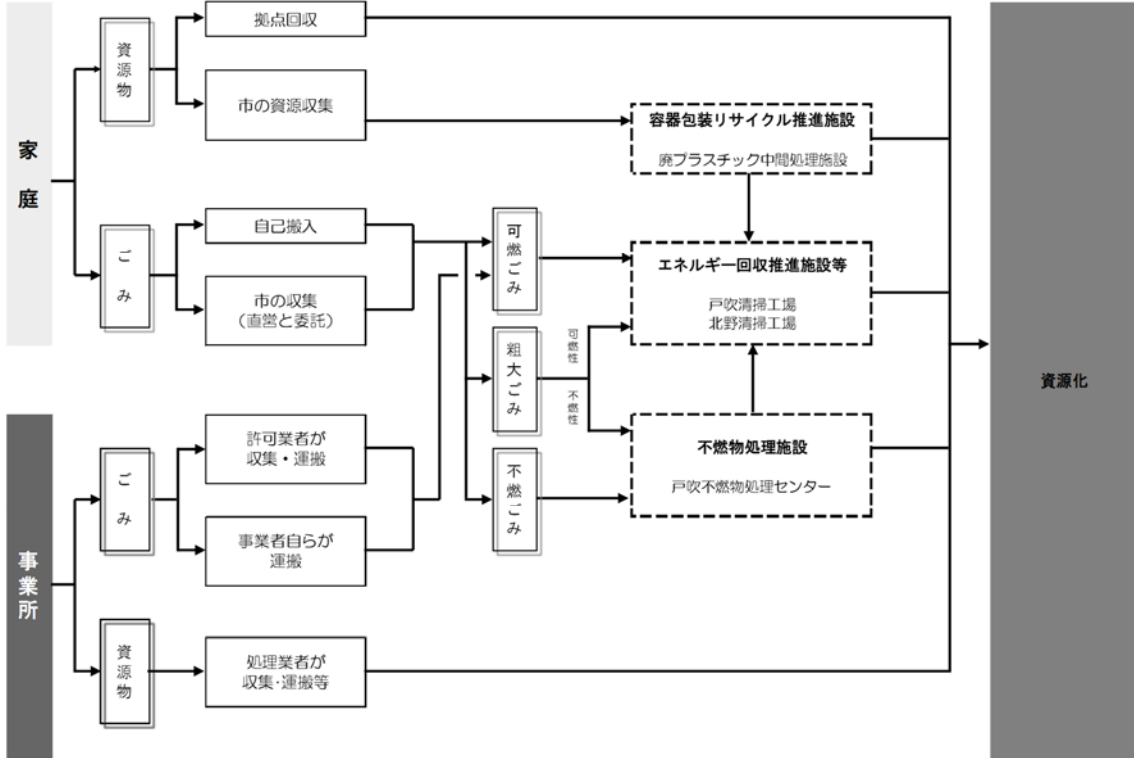 家庭
資源物
拠点回収
市の資源収集
容器包装リサイクル推進施設
廃プラスチック中間処理施設
ごみ
自己搬入
市の収集
(直営と委託)
可燃ごみ
エネルギー回収推進施設等
戸吹清掃工場
北野清掃工場
粗大ごみ
可燃性
不燃性
資源化
事業所
ごみ
許可業者が
収集・運搬
事業者自らが
運搬
不燃ごみ
不燃物処理施設
戸吹不燃物処理センター
資源物
処理業者が
収集・運搬等